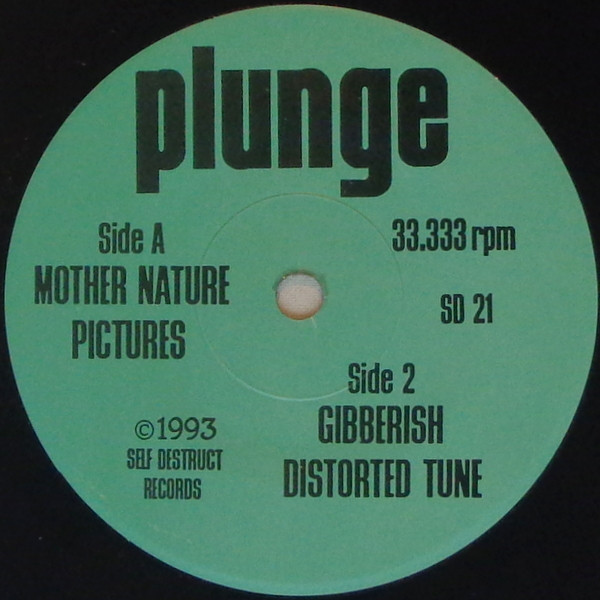 plunge
Side A
MOTHER NATURE
PICTURES
33.333 rpm
SD 21
Side 2
GIBBERISH
DISTORTED TUNE
©1993
SELF DESTRUCT
RECORDS